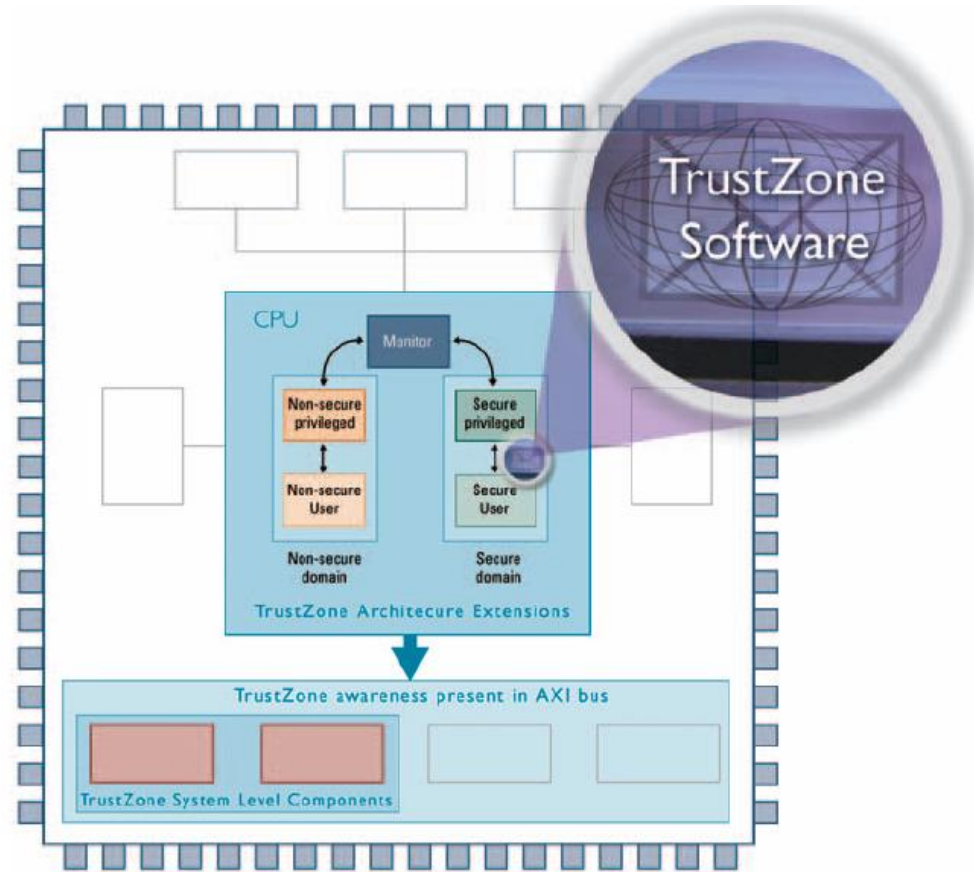 TrustZone
Software
CPU
Monitor
Non-secure
privileged
Secure
privileged
Non-secure
User
Secure
User
Non-secure
domain
Secure
domain
TrustZone Architecure Extensions
TrustZone awareness present in AXI bus
TrustZone System Level Components